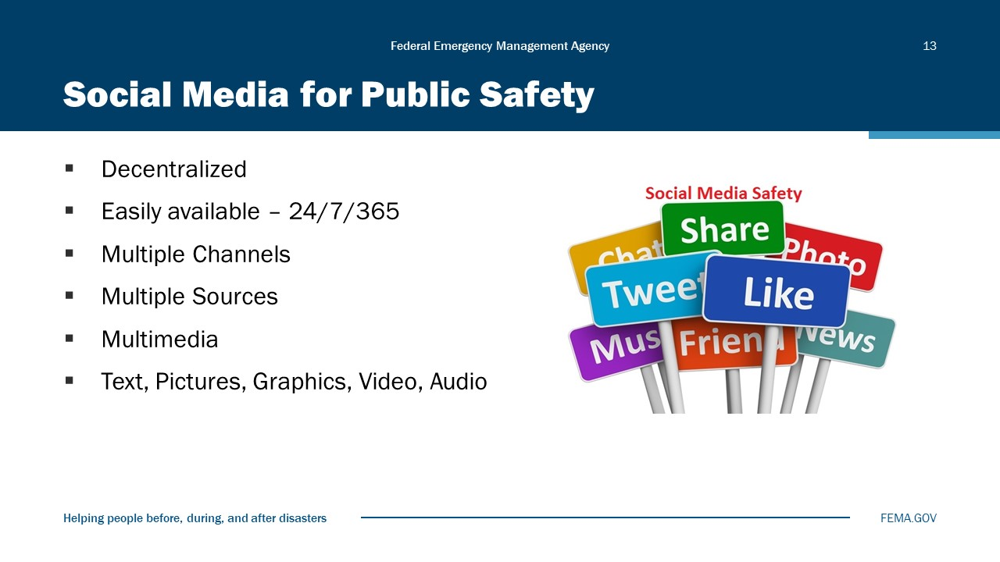 Federal Emergency Management Agency
13
Social Media for Public Safety
▪ Decentralized
▪ Easily available – 24/7/365
▪ Multiple Channels
▪ Multiple Sources
▪ Multimedia
▪ Text, Pictures, Graphics, Video, Audio
Social Media Safety
Share
Chat
Photo
Tweet
Like
Mus
Friend
News
Helping people before, during, and after disasters
FEMA.GOV